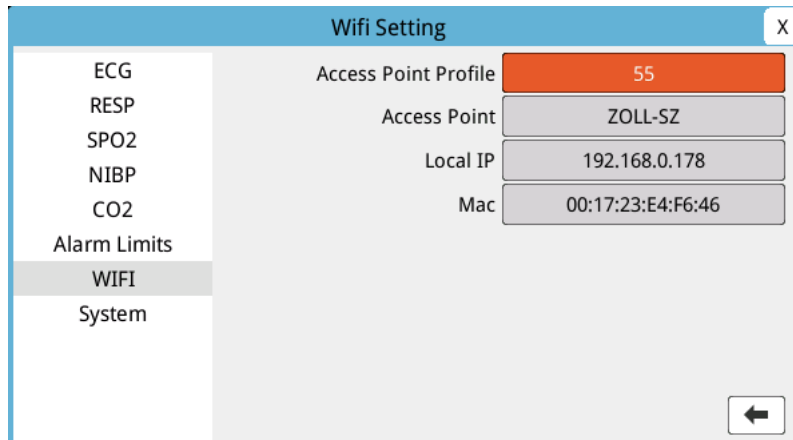 Wifi Setting
X
ECG
RESP
SPO2
NIBP
CO2
Alarm Limits
WIFI
System
Access Point Profile 55
Access Point ZOLL-SZ
Local IP 192.168.0.178
Mac 00:17:23:E4:F6:46